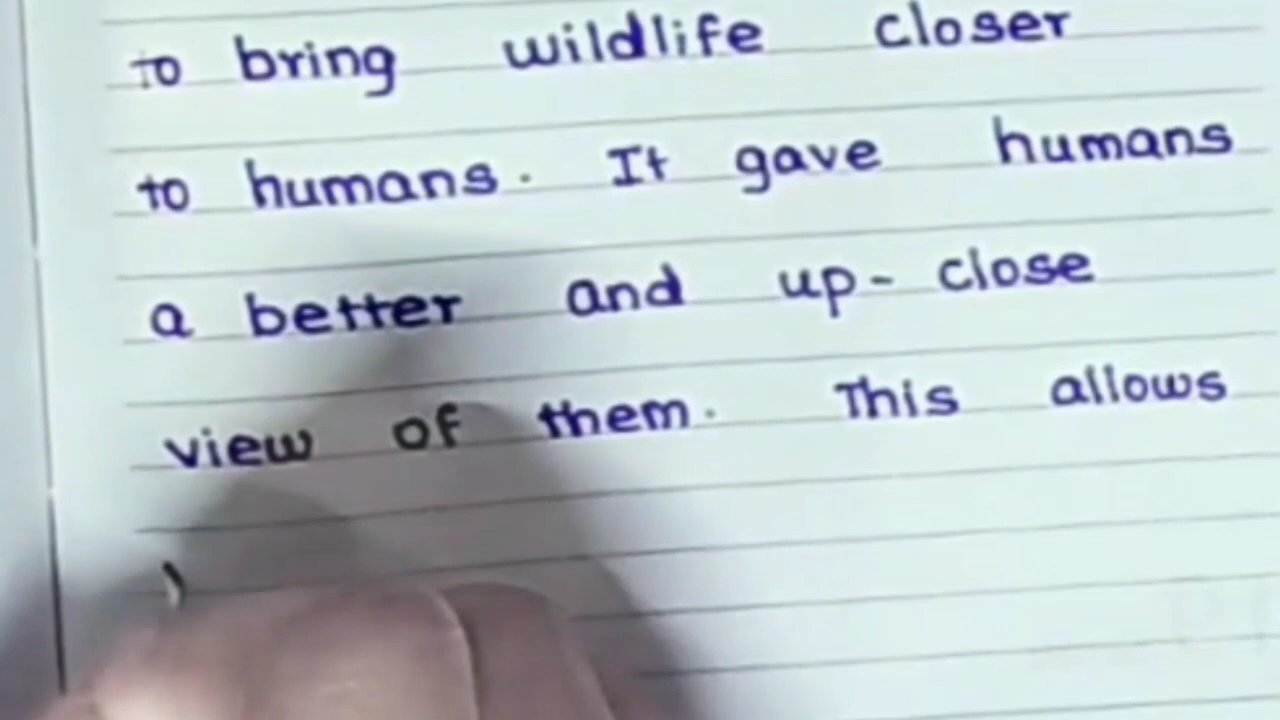 to bring wildlife closer
to humans. It gave humans
a better and up-close
view of them. This allows